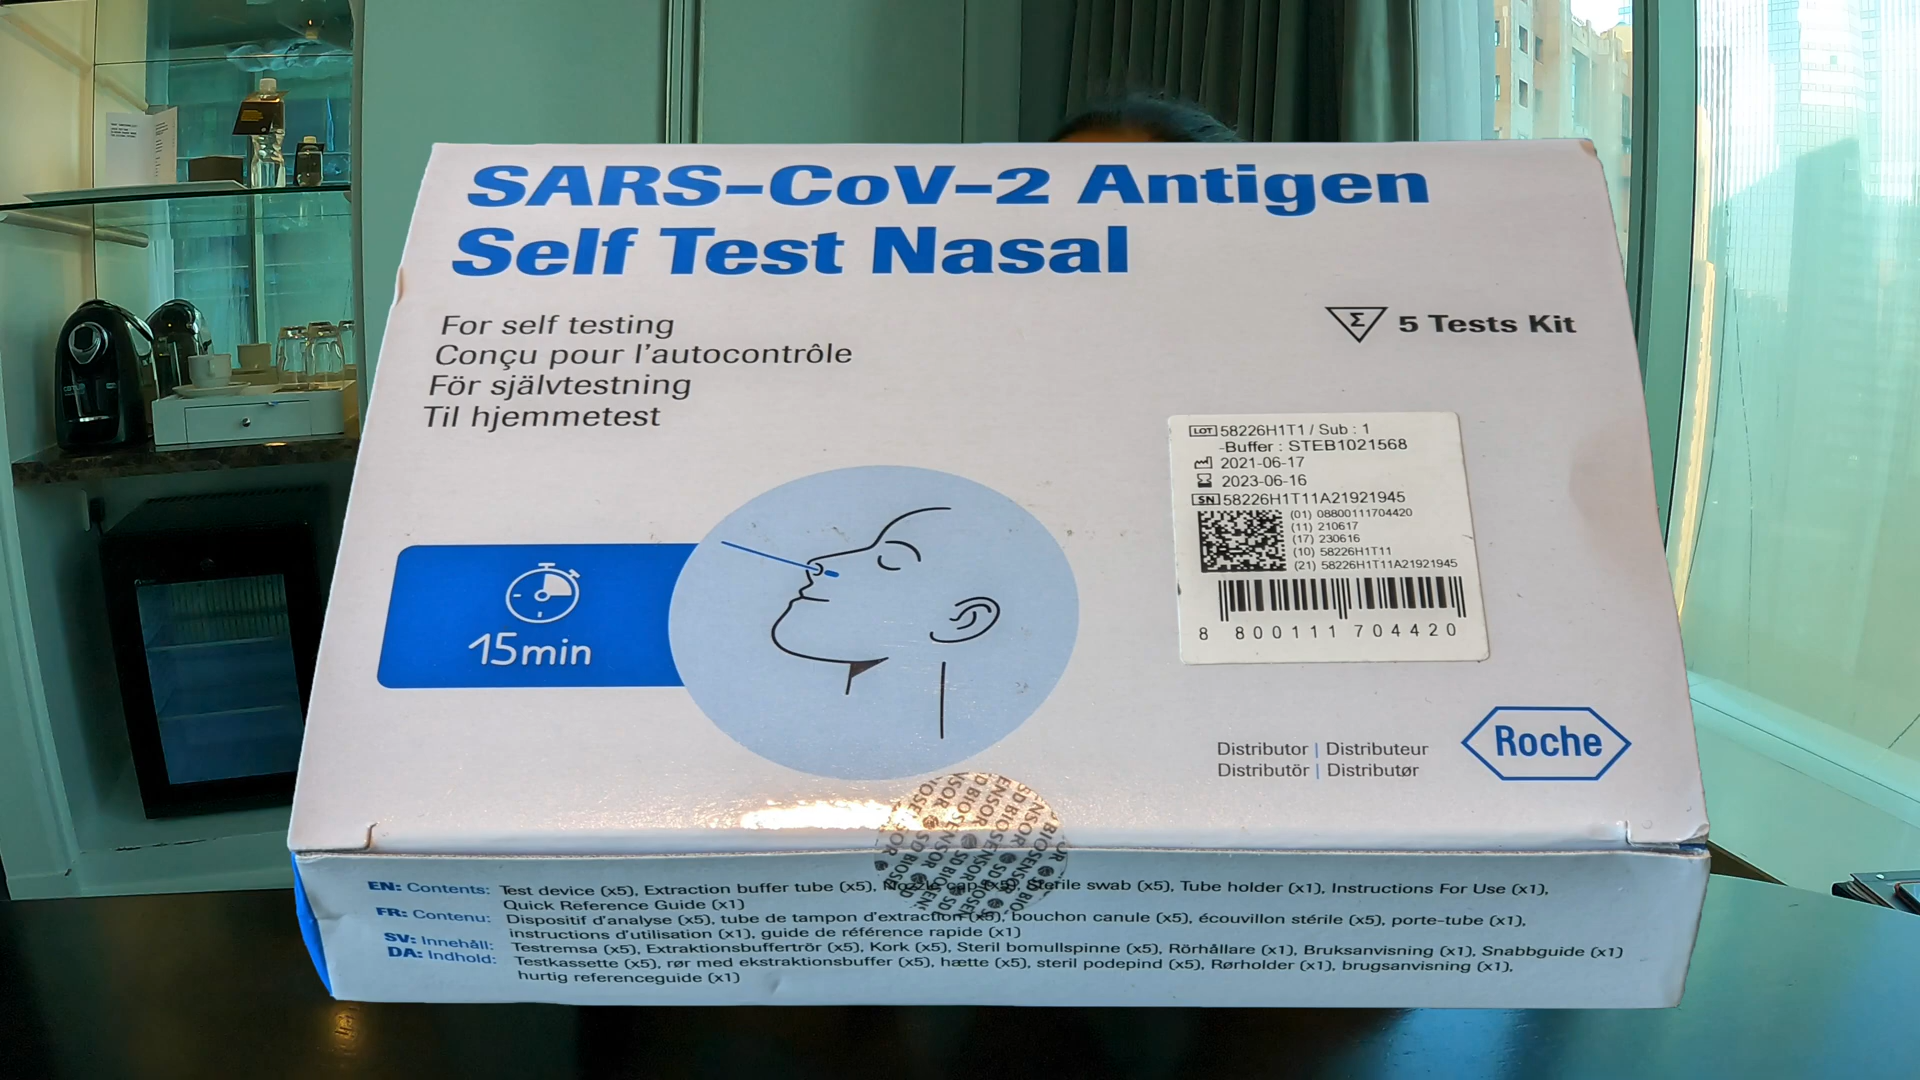 SARS-CoV-2 Antigen
Self Test Nasal
For self testing
Conçu pour l'autocontrôle
För självtestning
Til hjemmetest
Σ 5 Tests Kit
LOT 58226H1T1 / Sub : 1
-Buffer : STEB1021568
2021-06-17
2023-06-16
SN 58226H1T11A21921945
(01) 08800111704420
(11) 210617
(17) 230616
(10) 58226H1T11
(21) 58226H1T11A21921945
8 800111 704420
15min
Distributor | Distributeur
Distributör | Distributør
Roche
SD BIOSENSOR
EN: Contents: Test device (x5), Extraction buffer tube (x5), Nozzle cap (x5), Sterile swab (x5), Tube holder (x1), Instructions For Use (x1),
Quick Reference Guide (x1)
FR: Contenu: Dispositif d'analyse (x5), tube de tampon d'extraction (x5), bouchon canule (x5), écouvillon stérile (x5), porte-tube (x1),
instructions d'utilisation (x1), guide de référence rapide (x1)
SV: Innehåll: Testremsa (x5), Extraktionsbuffertrör (x5), Kork (x5), Steril bomullspinne (x5), Rörhållare (x1), Bruksanvisning (x1), Snabbguide (x1)
DA: Indhold: Testkassette (x5), rør med ekstraktionsbuffer (x5), hætte (x5), steril podepind (x5), Rørholder (x1), brugsanvisning (x1),
hurtig referenceguide (x1)